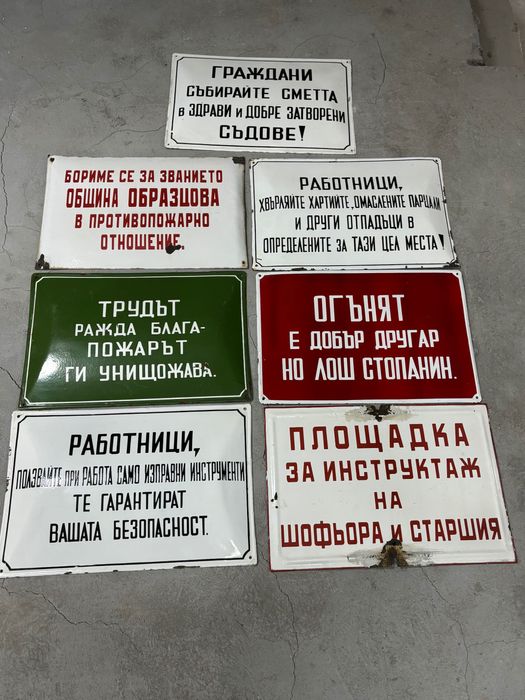 ГРАЖДАНИ
СЪБИРАЙТЕ СМЕТТА
в ЗДРАВИ и ДОБРЕ ЗАТВОРЕНИ
СЪДОВЕ!
БОРИМЕ СЕ ЗА ЗВАНИЕТО
ОБЩИНА ОБРАЗЦОВА
В ПРОТИВОПОЖАРНО
ОТНОШЕНИЕ.
РАБОТНИЦИ,
ХВЪРЛЯЙТЕ ХАРТИЙТЕ, ОМАСЛЕНИТЕ ПАРЦАЛИ
И ДРУГИ ОТПАДЪЦИ В
ОПРЕДЕЛЕНИТЕ ЗА ТАЗИ ЦЕЛ МЕСТА!
ТРУДЪТ
РАЖДА БЛАГА-
ПОЖАРЪТ
ГИ УНИЩОЖАВА.
ОГЪНЯТ
Е ДОБЪР ДРУГАР
НО ЛОШ СТОПАНИН.
РАБОТНИЦИ,
ПОЛЗВАЙТЕ ПРИ РАБОТА САМО ИЗПРАВНИ ИНСТРУМЕНТИ
ТЕ ГАРАНТИРАТ
ВАШАТА БЕЗОПАСНОСТ.
ПЛОЩАДКА
ЗА ИНСТРУКТАЖ
НА
ШОФЬОРА И СТАРШИЯ